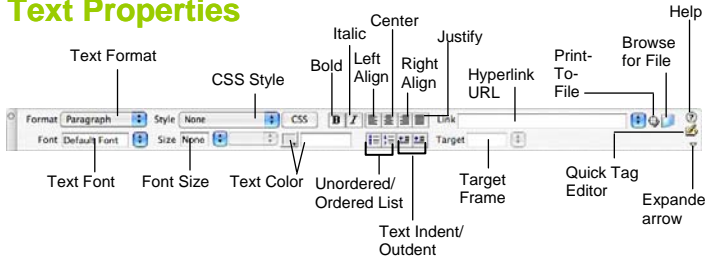 Text Properties
Help
Center
Italic
Justify
Print-
To-
File
Browse
for File
Text Format
Left
Align
Right
Align
Bold
CSS Style
Hyperlink
URL
Format Paragraph Style None CSS B I Link
Font Default Font Size None Target
Text Font
Font Size
Text Color
Unordered/
Ordered List
Target
Frame
Quick Tag
Editor
Expande
arrow
Text Indent/
Outdent